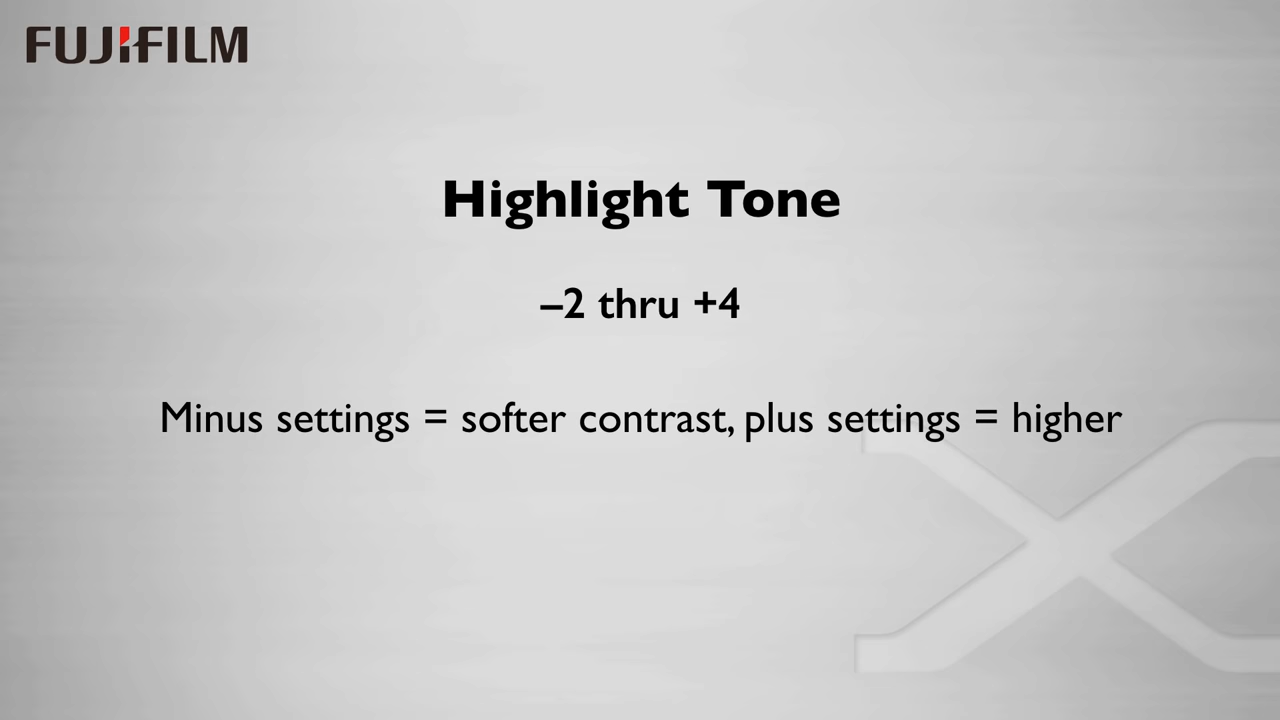 FUJIFILM
Highlight Tone
–2 thru +4
Minus settings = softer contrast, plus settings = higher